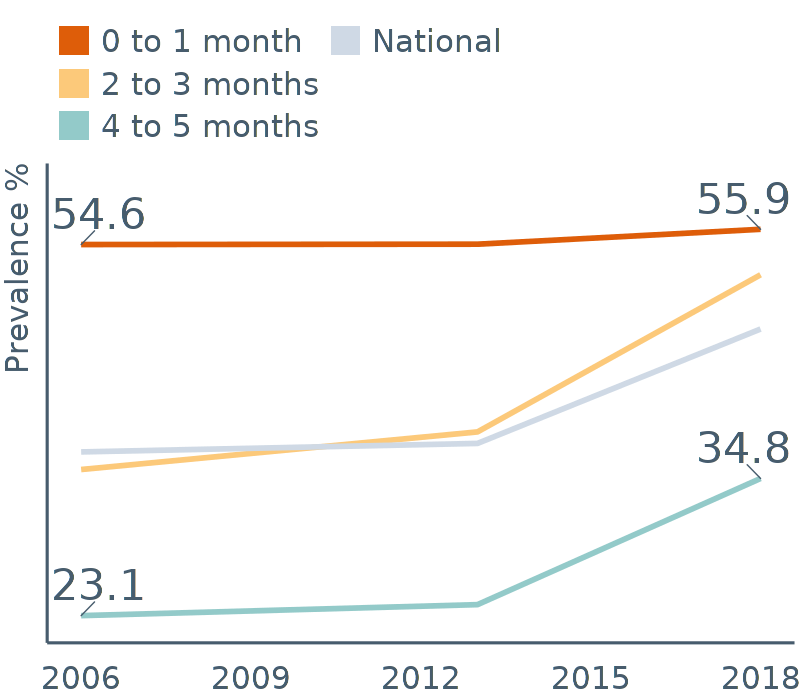 0 to 1 month
National
2 to 3 months
4 to 5 months
Prevalence %
54.6
55.9
34.8
23.1
2006 2009 2012 2015 2018